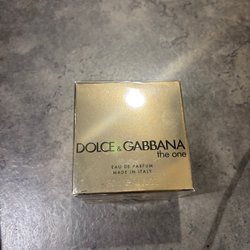 DOLCE & GABBANA
the one
EAU DE PARFUM
MADE IN ITALY